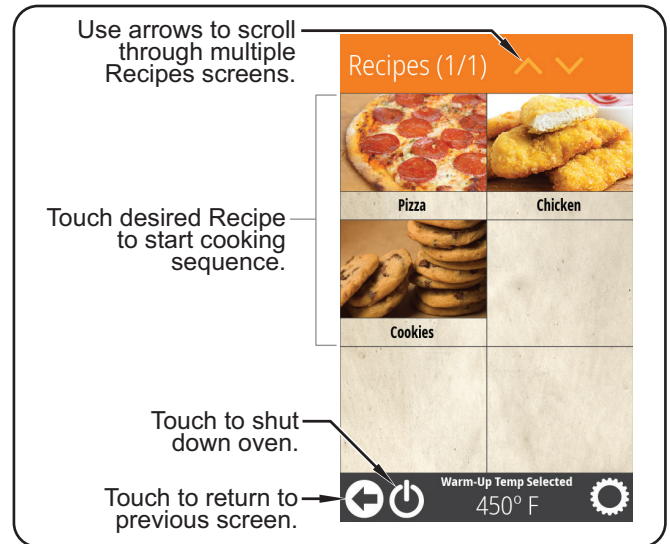 Use arrows to scroll
through multiple
Recipes screens.
Recipes (1/1)
Pizza
Chicken
Touch desired Recipe
to start cooking
sequence.
Cookies
Touch to shut
down oven.
Touch to return to
previous screen.
Warm-Up Temp Selected
450° F